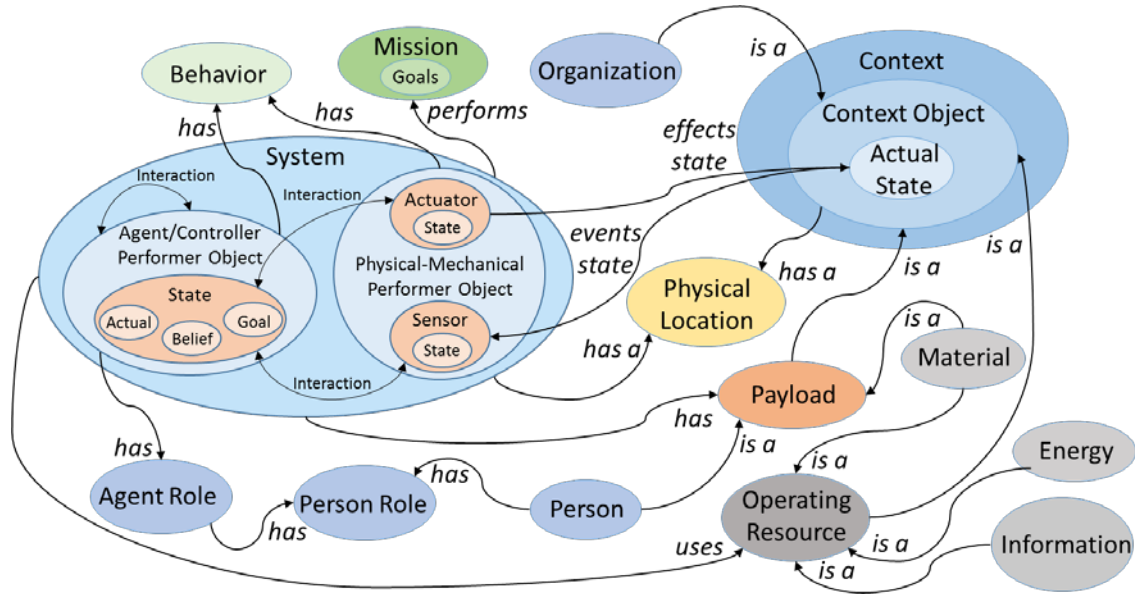 Mission
Goals
Behavior
Organization
is a
Context
Context Object
Actual
State
has
has
performs
effects
state
System
Interaction
Interaction
Actuator
State
Agent/Controller
Performer Object
Physical-Mechanical
Performer Object
events
state
State
Actual
Belief
Goal
Sensor
State
Interaction
has a
Physical
Location
has a
is a
is a
is a
Material
Payload
has
is a
has
Agent Role
has
Person Role
has
Person
is a
Operating
Resource
uses
Energy
is a
Information
is a